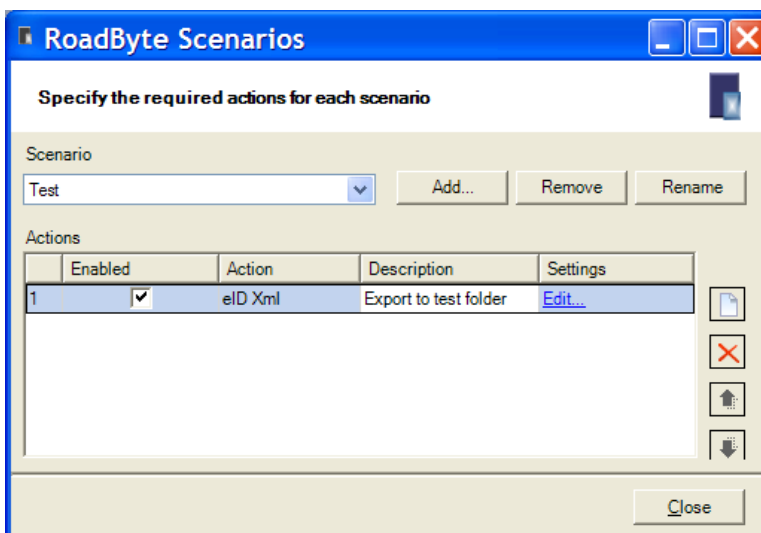 RoadByte Scenarios
Specify the required actions for each scenario
Scenario
Test Add... Remove Rename
Actions
Enabled Action Description Settings
1 eID Xml Export to test folder Edit...
Close